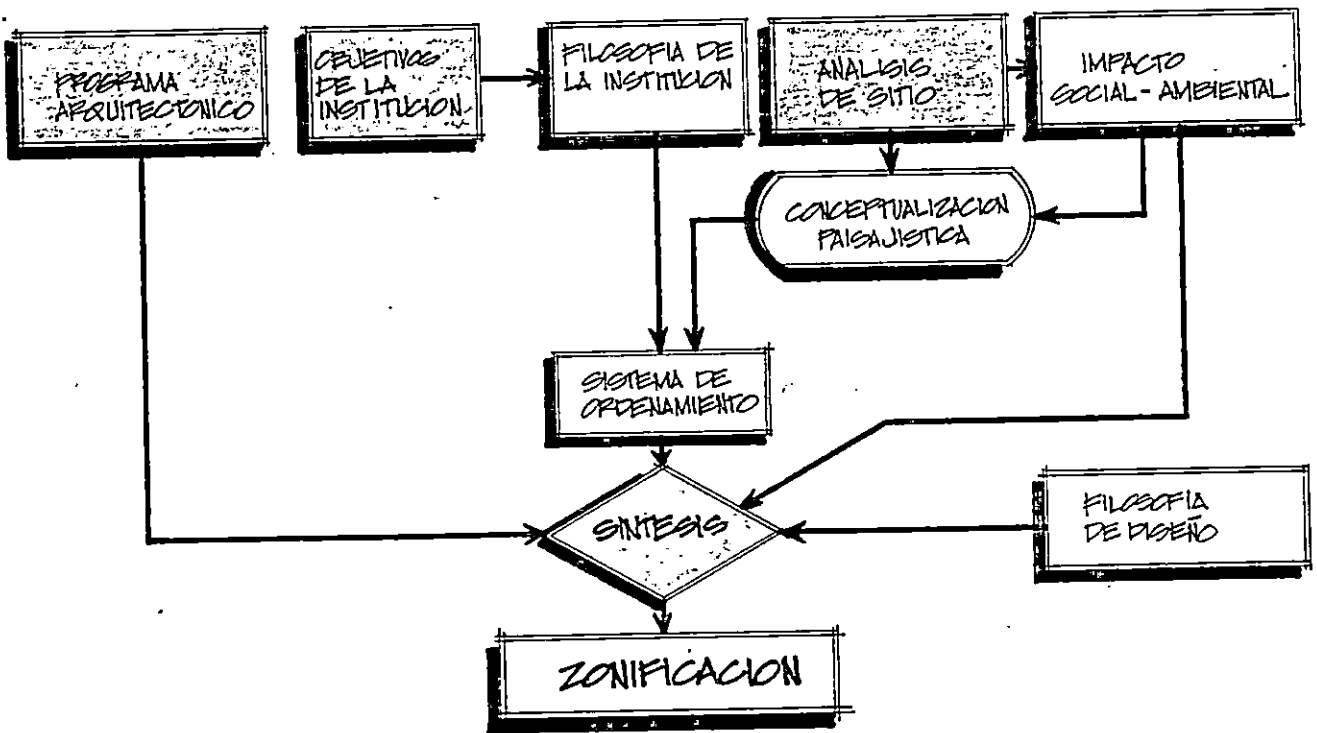 PROGRAMA
ARQUITECTONICO
OBJETIVOS
DE LA
INSTITUCION
FILOSOFIA DE
LA INSTITUCION
ANALISIS
DE SITIO
IMPACTO
SOCIAL-AMBIENTAL
CONCEPTUALIZACION
PAISAJISTICA
SISTEMA DE
ORDENAMIENTO
SINTESIS
FILOSOFIA
DE DISEÑO
ZONIFICACION